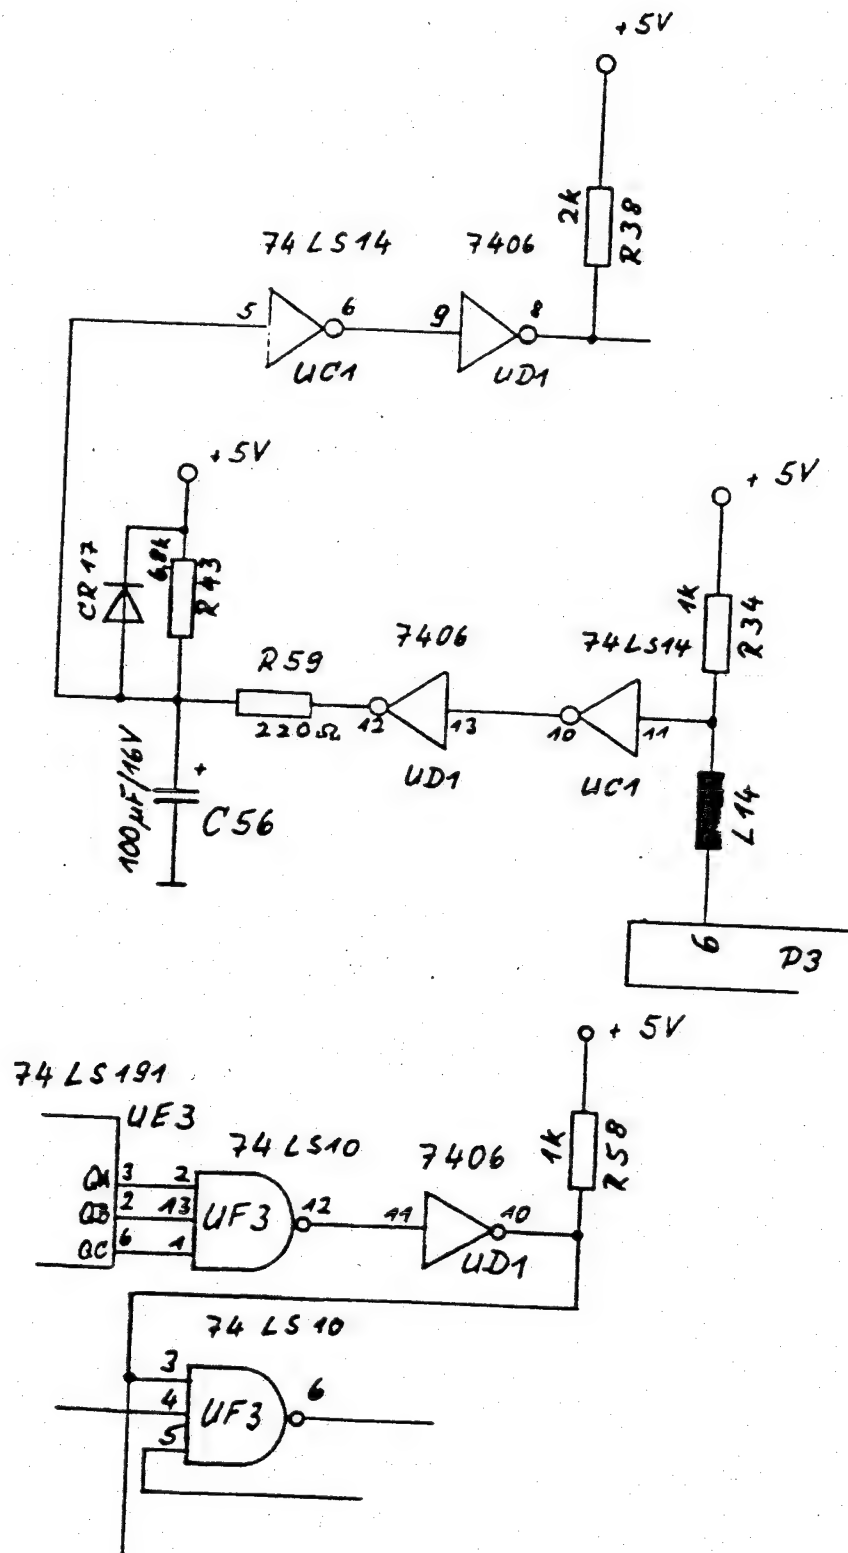 +5V
2k
R38
74LS14
7406
5
6
9
8
UC1
UD1
+5V
+ 5V
CR17
6,8k
R43
1k
R34
R59
7406
74LS14
220Ω
12
13
10
11
UD1
UC1
100µF/16V
+
C56
L14
6
P3
+ 5V
74LS191
UE3
74LS10
7406
1k
R58
QA
3
2
QB
2
13
QC
6
1
UF3
12
11
10
UD1
74LS10
3
4
5
UF3
6